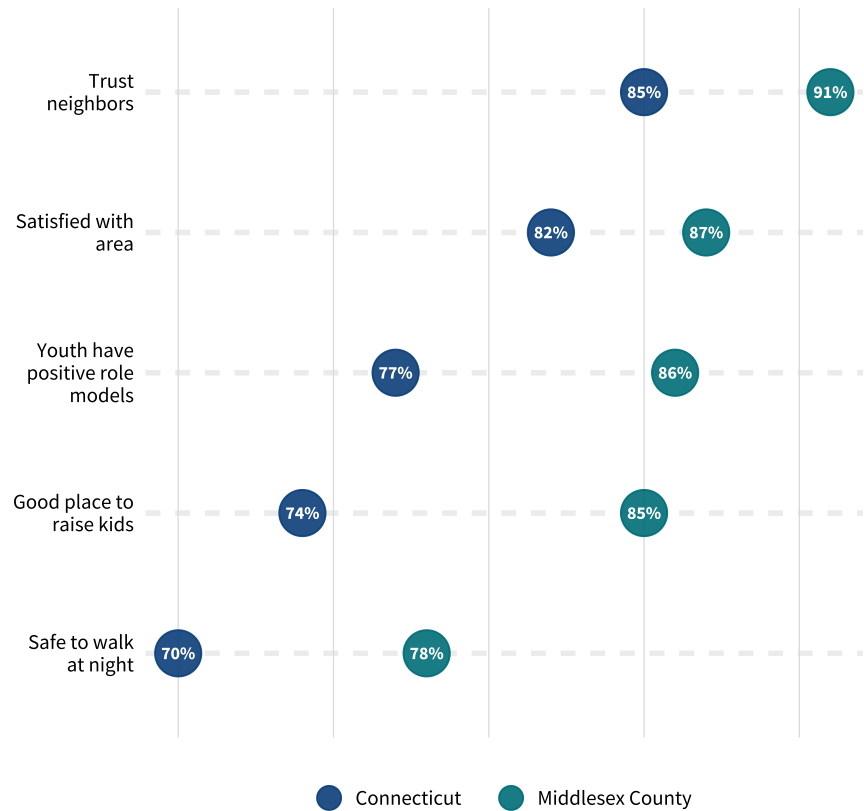 Trust
neighbors
85%
91%
Satisfied with
area
82%
87%
Youth have
positive role
models
77%
86%
Good place to
raise kids
74%
85%
Safe to walk
at night
70%
78%
Connecticut
Middlesex County